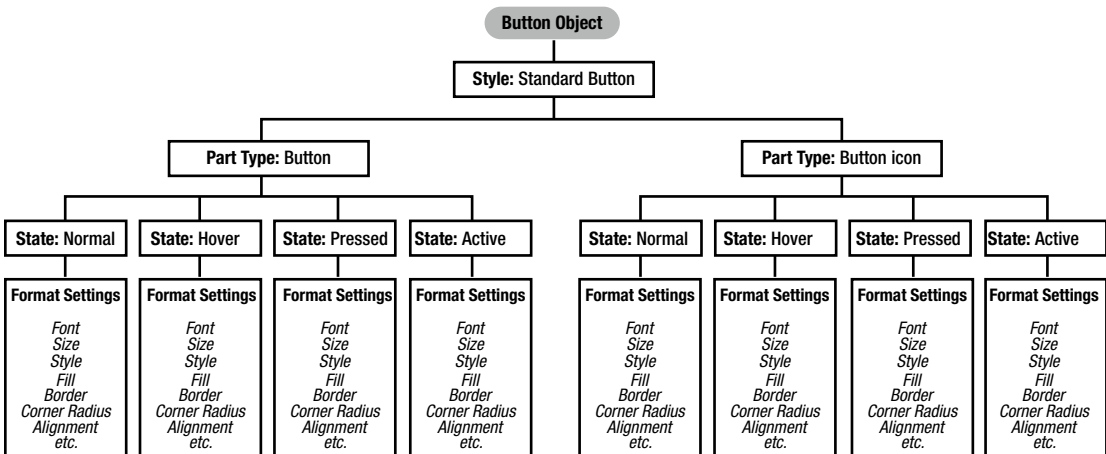 Button Object
Style: Standard Button
Part Type: Button
Part Type: Button icon
State: Normal
State: Hover
State: Pressed
State: Active
State: Normal
State: Hover
State: Pressed
State: Active
Format Settings
Font
Size
Style
Fill
Border
Corner Radius
Alignment
etc.
Format Settings
Font
Size
Style
Fill
Border
Corner Radius
Alignment
etc.
Format Settings
Font
Size
Style
Fill
Border
Corner Radius
Alignment
etc.
Format Settings
Font
Size
Style
Fill
Border
Corner Radius
Alignment
etc.
Format Settings
Font
Size
Style
Fill
Border
Corner Radius
Alignment
etc.
Format Settings
Font
Size
Style
Fill
Border
Corner Radius
Alignment
etc.
Format Settings
Font
Size
Style
Fill
Border
Corner Radius
Alignment
etc.
Format Settings
Font
Size
Style
Fill
Border
Corner Radius
Alignment
etc.